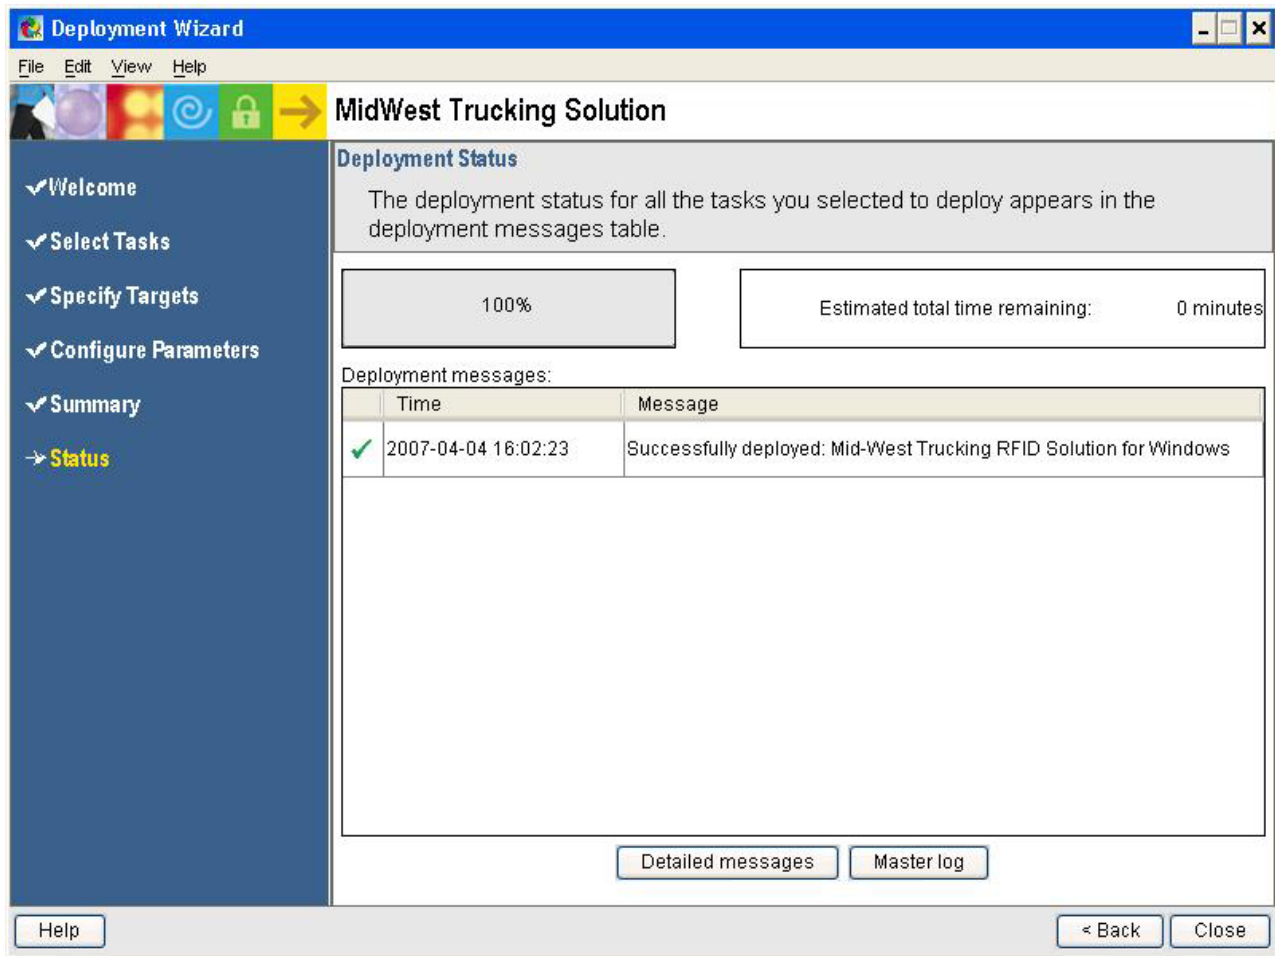 Deployment Wizard
File Edit View Help
MidWest Trucking Solution
Welcome
Select Tasks
Specify Targets
Configure Parameters
Summary
Status
Deployment Status
The deployment status for all the tasks you selected to deploy appears in the
deployment messages table.
100%
Estimated total time remaining: 0 minutes
Deployment messages:
Time Message
2007-04-04 16:02:23 Successfully deployed: Mid-West Trucking RFID Solution for Windows
Detailed messages Master log
Help < Back Close